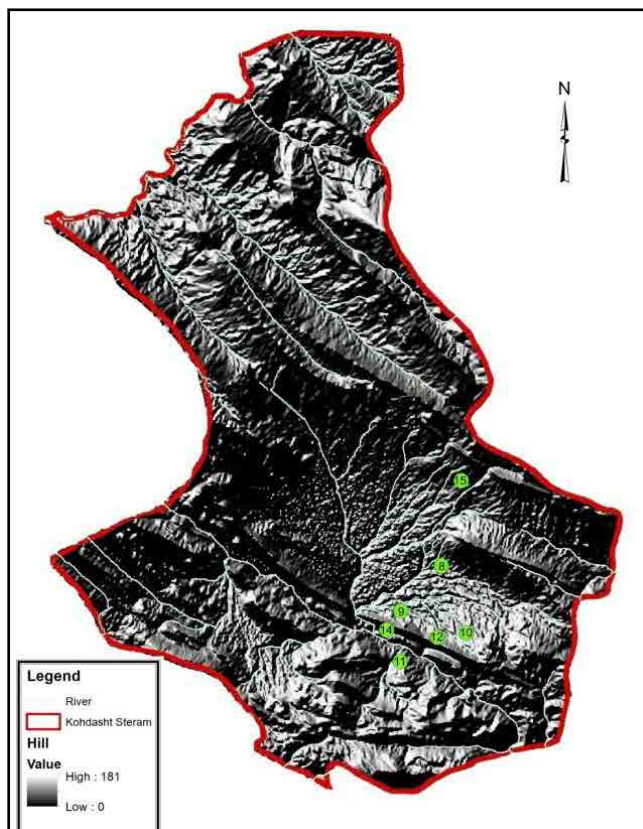 N
15
8
9
14
12
10
11
Legend
River
Kohdasht Steram
Hill
Value
High : 181
Low : 0